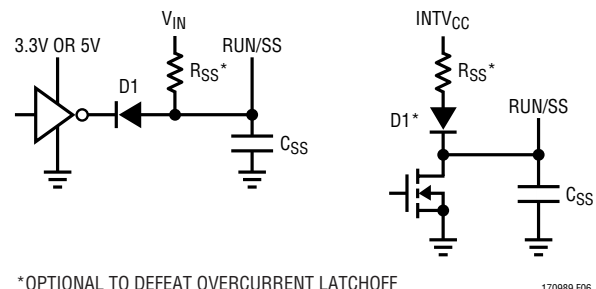 V_IN
3.3V OR 5V
RUN/SS
D1
R_SS*
C_SS
INTV_CC
R_SS*
D1*
RUN/SS
C_SS
*OPTIONAL TO DEFEAT OVERCURRENT LATCHOFF
170989 F06